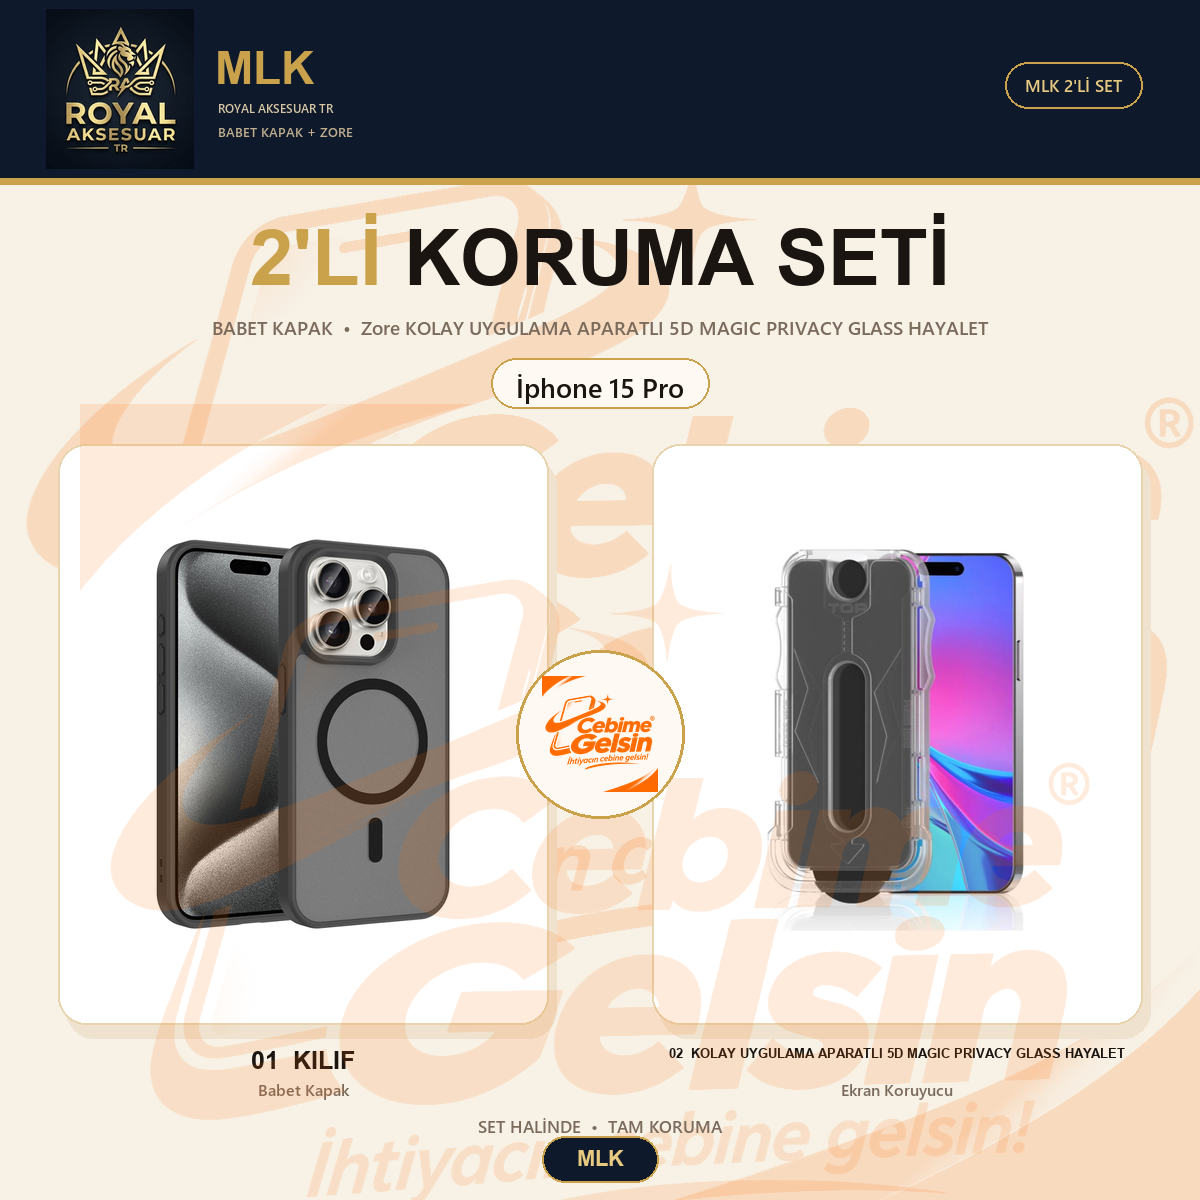 ROYAL
AKSESUAR
TR
MLK
ROYAL AKSESUAR TR
BABET KAPAK + ZORE
MLK 2'Lİ SET
2'Lİ KORUMA SETİ
BABET KAPAK • Zore KOLAY UYGULAMA APARATLI 5D MAGIC PRIVACY GLASS HAYALET
İphone 15 Pro
TOP
Cebime®
Gelsin
İhtiyacın cebine gelsin!
Cebime®
Gelsin
İhtiyacın cebine gelsin!
01 KILIF
Babet Kapak
02 KOLAY UYGULAMA APARATLI 5D MAGIC PRIVACY GLASS HAYALET
Ekran Koruyucu
SET HALİNDE • TAM KORUMA
MLK